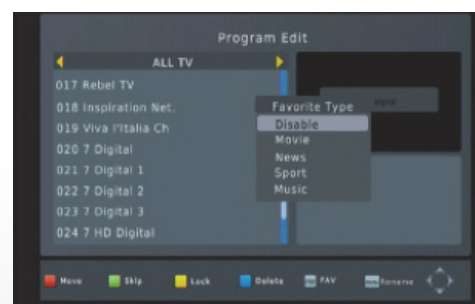 Program Edit
ALL TV
017 Rebel TV
018 Inspiration Net.
019 Viva l'Italia Ch
020 7 Digital
021 7 Digital 1
022 7 Digital 2
023 7 Digital 3
024 7 HD Digital
Favorite Type
Disable
Movie
News
Sport
Music
Move Skip Lock Delete FAV Rename